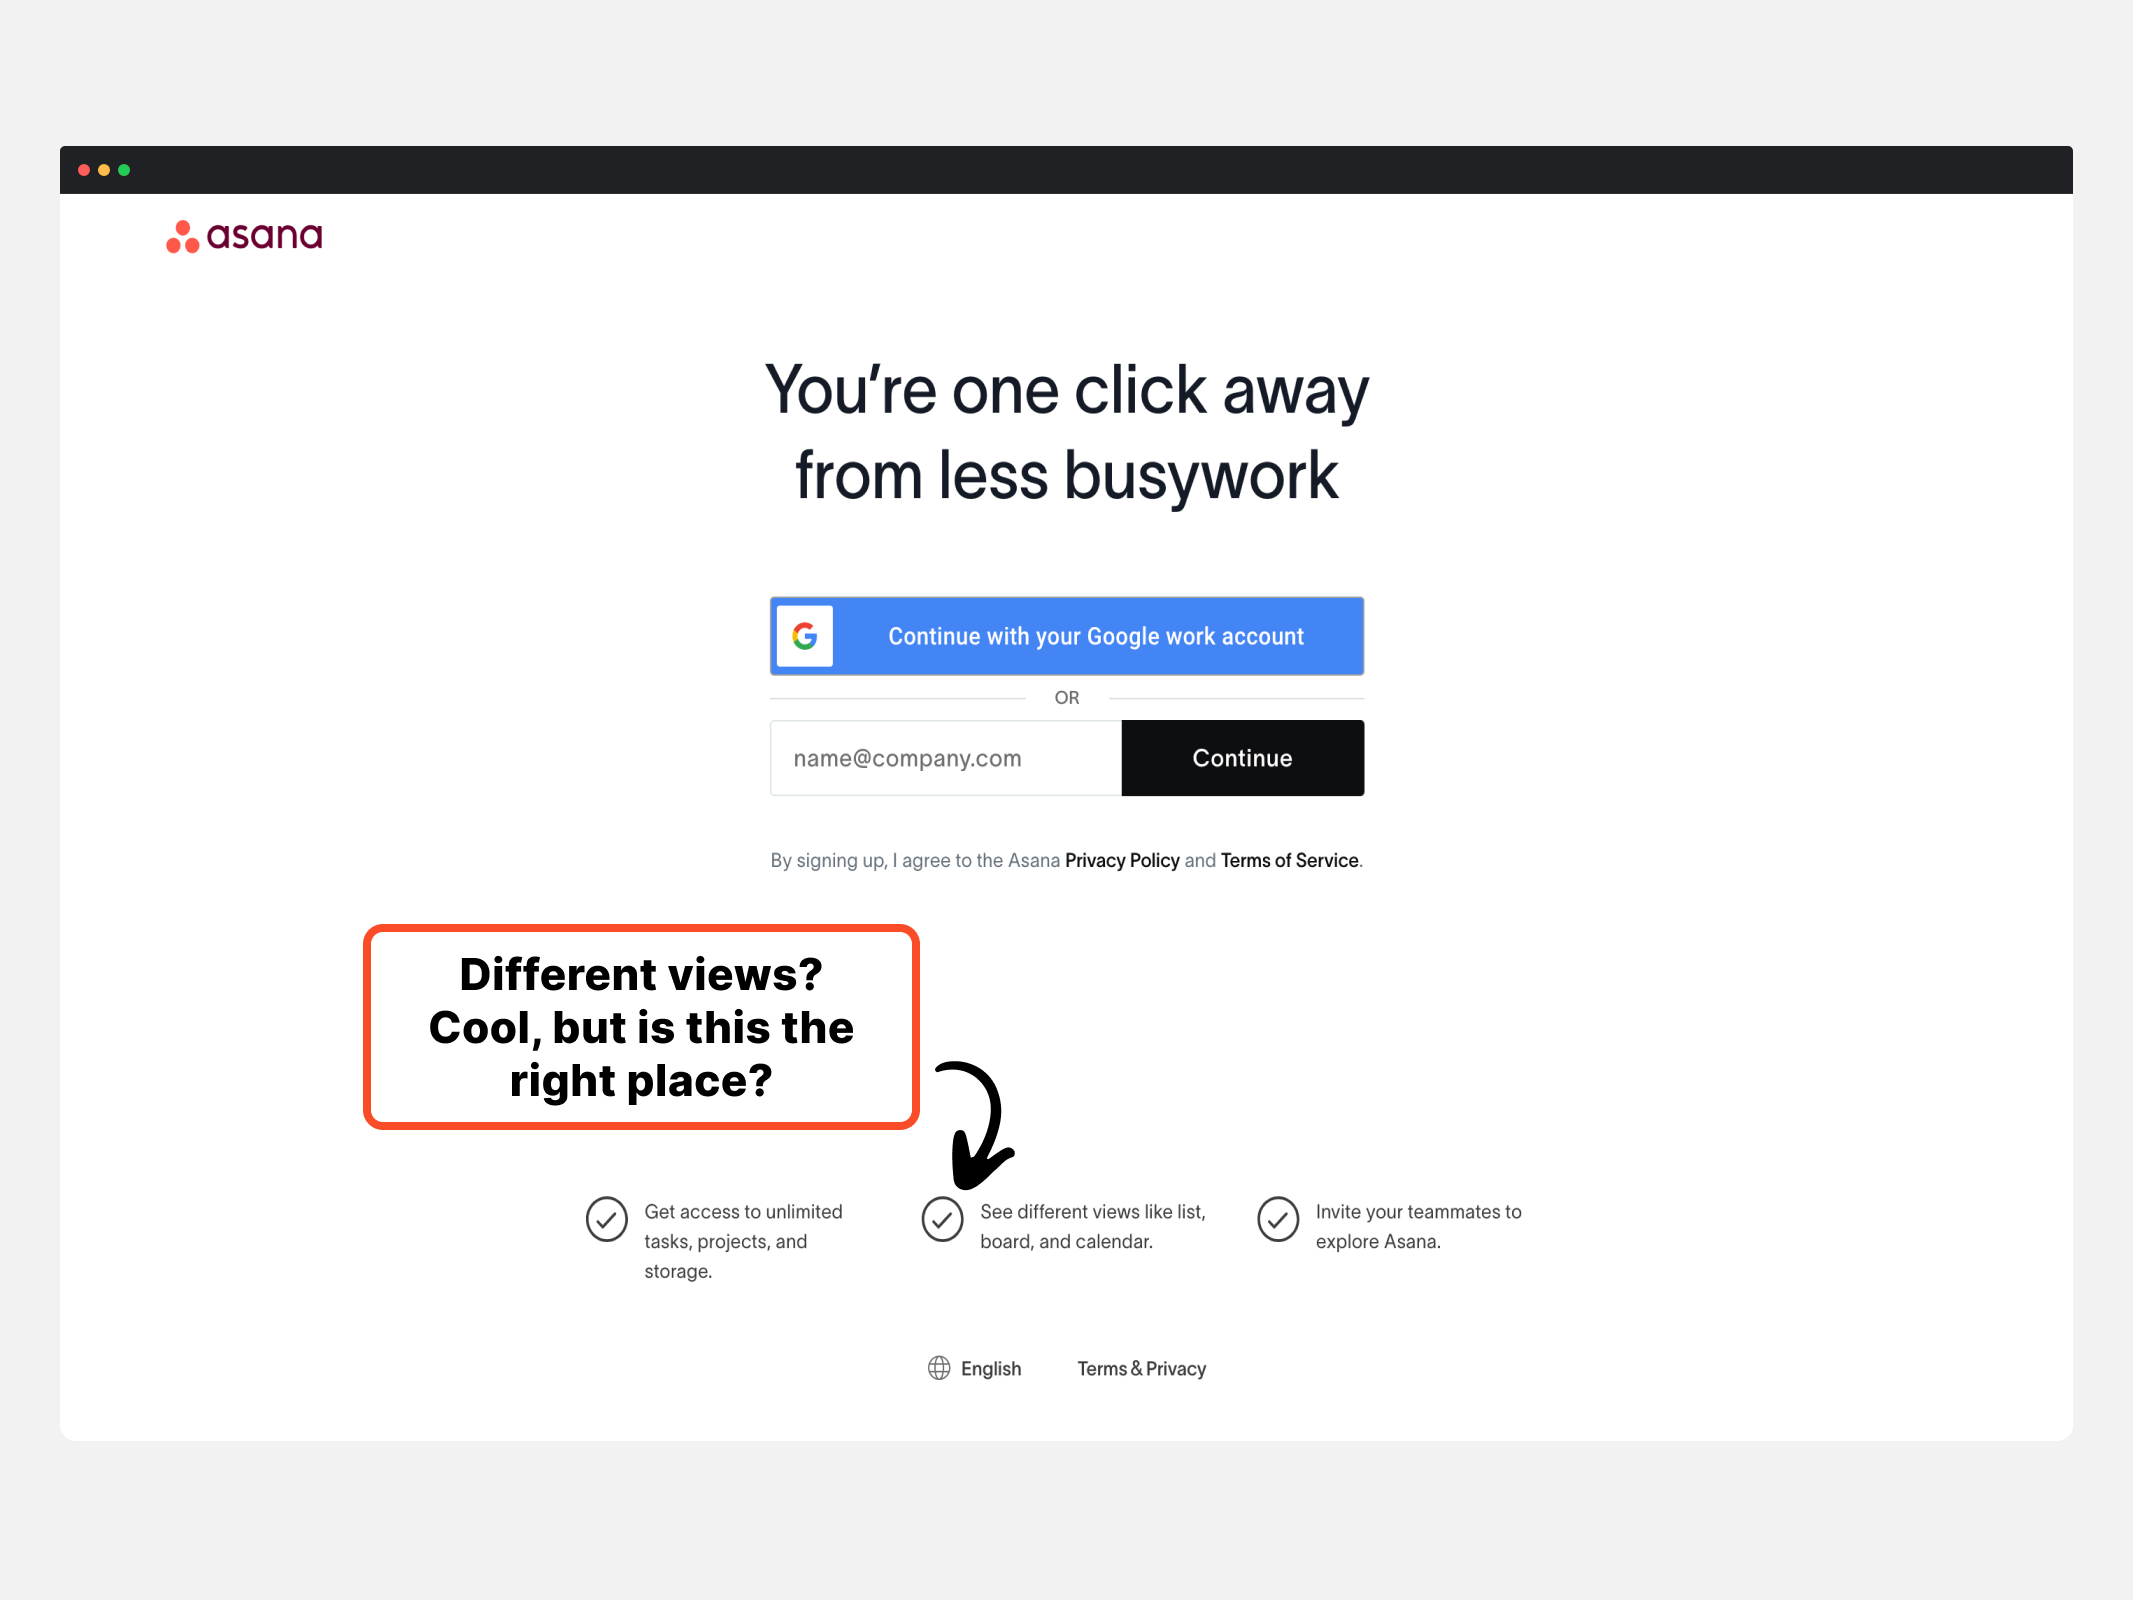 asana
You're one click away
from less busywork
Continue with your Google work account
OR
name@company.com
Continue
By signing up, I agree to the Asana Privacy Policy and Terms of Service.
Different views?
Cool, but is this the
right place?
Get access to unlimited
tasks, projects, and
storage.
See different views like list,
board, and calendar.
Invite your teammates to
explore Asana.
English
Terms & Privacy